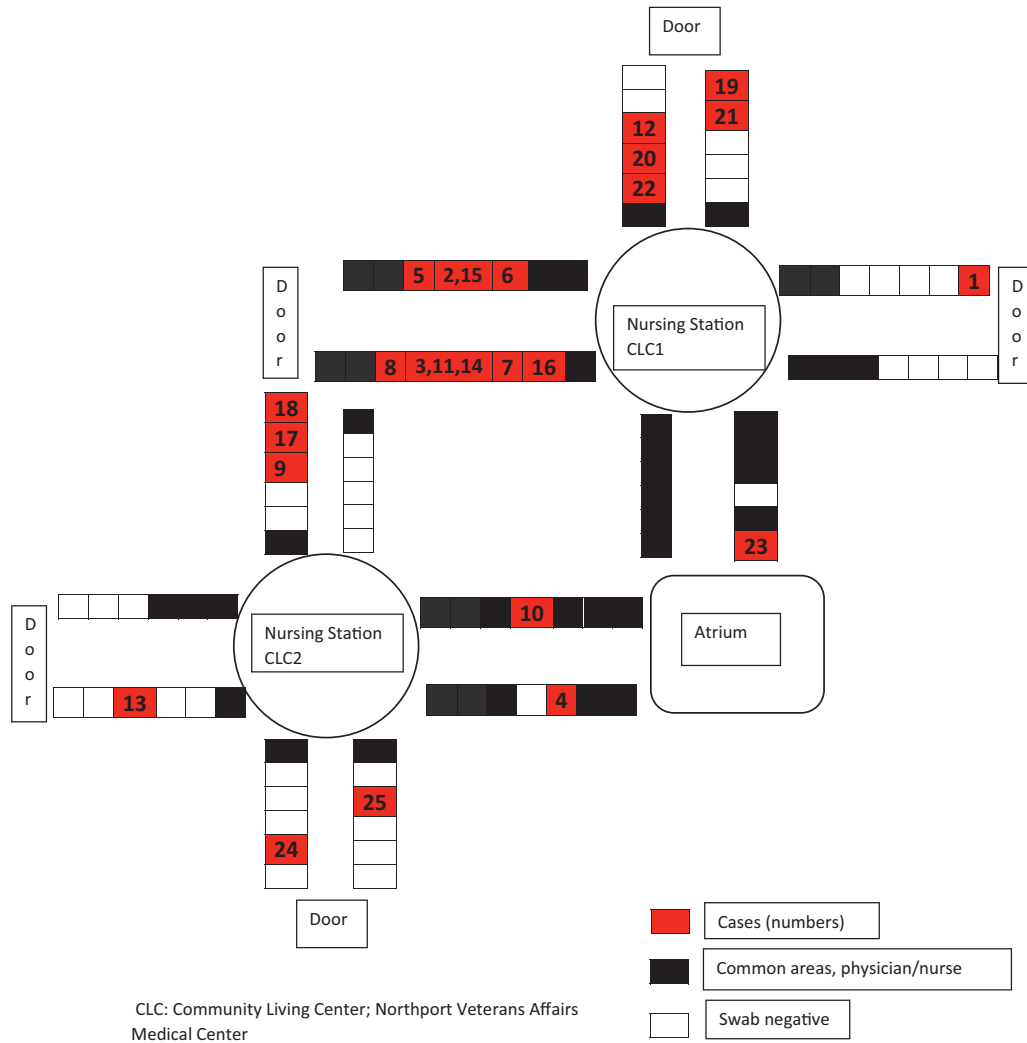 Door
19
21
12
20
22
D
o
o
r
5
2,15
6
1
D
o
o
r
Nursing Station
CLC1
8
3,11,14
7
16
18
17
9
23
D
o
o
r
10
Nursing Station
CLC2
Atrium
13
4
25
24
Door
Cases (numbers)
Common areas, physician/nurse
Swab negative
CLC: Community Living Center; Northport Veterans Affairs
Medical Center